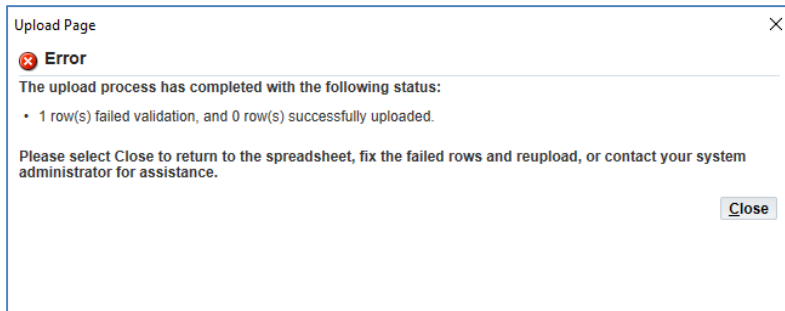 Upload Page
Error
The upload process has completed with the following status:
• 1 row(s) failed validation, and 0 row(s) successfully uploaded.
Please select Close to return to the spreadsheet, fix the failed rows and reupload, or contact your system
administrator for assistance.
Close